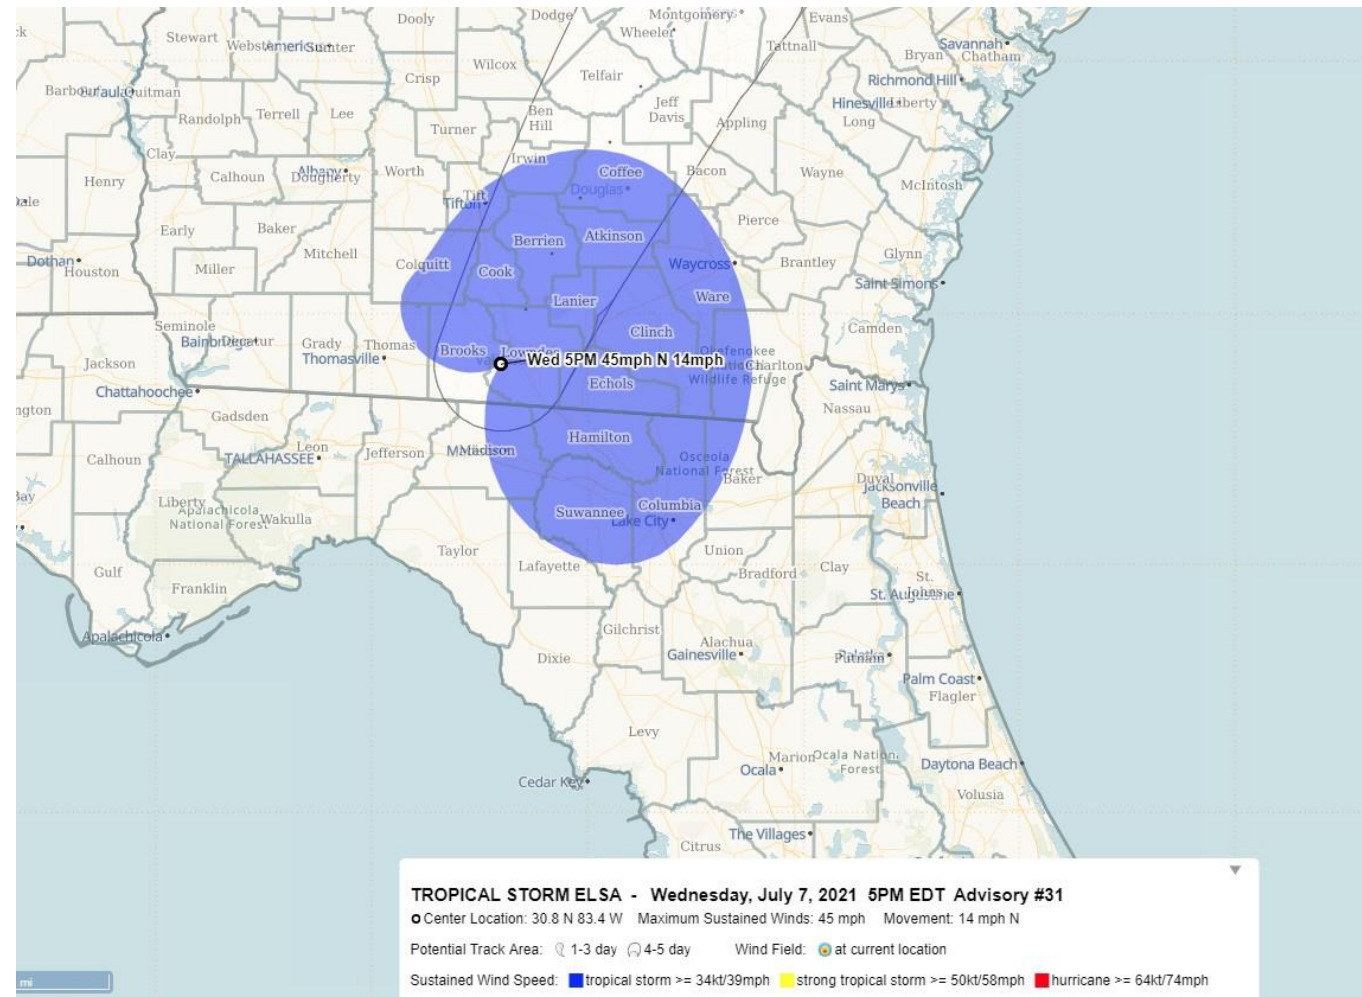 Dooly
Dodge
Montgomery
Evans
Stewart
Sumter
Wheeler
Tattnall
Savannah
Bryan
Chatham
Wilcox
Crisp
Telfair
Richmond Hill
Quitman
Hinesville
Liberty
Randolph
Terrell
Lee
Ben
Hill
Jeff
Davis
Turner
Appling
Long
Clay
Irwin
Coffee
Bacon
Wayne
Henry
Calhoun
Albany
Dougherty
Worth
McIntosh
Tift
Tifton
Douglas
Early
Baker
Mitchell
Berrien
Atkinson
Pierce
Dothan
Houston
Miller
Colquitt
Cook
Waycross
Brantley
Glynn
Saint Simons
Lanier
Ware
Seminole
Clinch
Camden
Bainbridge
Grady
Thomas
Thomasville
Brooks
Lowndes
Wed 5PM 45mph N 14mph
Okefenokee
Wildlife Refuge
Charlton
Jackson
Chattahoochee
Echols
Saint Marys
Nassau
Gadsden
Hamilton
Leon
TALLAHASSEE
Jefferson
Madison
Calhoun
Osceola
National Forest
Baker
Duval
Jacksonville
Beach
Liberty
Apalachicola
National Forest
Wakulla
Suwannee
Columbia
Lake City
Taylor
Lafayette
Union
Bradford
Clay
Gulf
Franklin
St.
Johns
St. Augustine
Apalachicola
Gilchrist
Alachua
Gainesville
Dixie
Palatka
Putnam
Palm Coast
Flagler
Levy
Marion
Ocala
Forest
Daytona Beach
Cedar Key
Volusia
The Villages
Citrus
TROPICAL STORM ELSA - Wednesday, July 7, 2021 5PM EDT Advisory #31
Center Location: 30.8 N 83.4 W Maximum Sustained Winds: 45 mph Movement: 14 mph N
Potential Track Area: 1-3 day 4-5 day Wind Field: at current location
Sustained Wind Speed: tropical storm >= 34kt/39mph strong tropical storm >= 50kt/58mph hurricane >= 64kt/74mph
mi